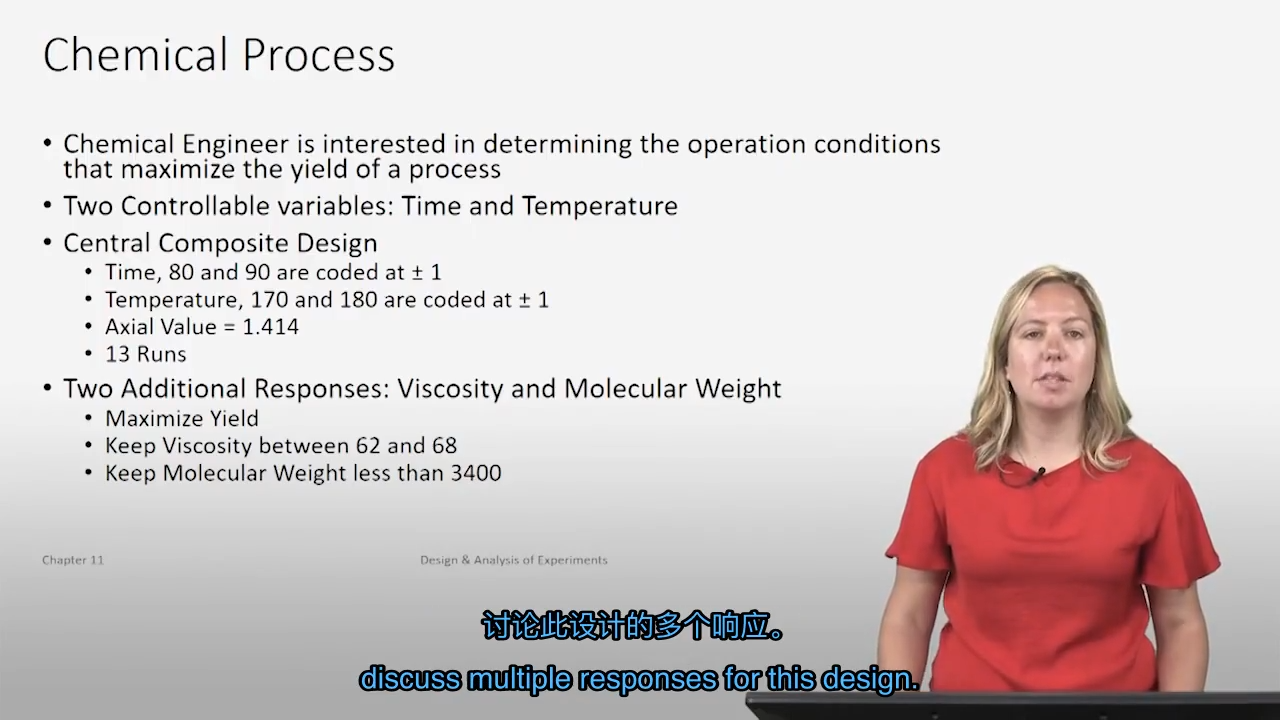 Chemical Process
• Chemical Engineer is interested in determining the operation conditions
that maximize the yield of a process
• Two Controllable variables: Time and Temperature
• Central Composite Design
• Time, 80 and 90 are coded at ± 1
• Temperature, 170 and 180 are coded at ± 1
• Axial Value = 1.414
• 13 Runs
• Two Additional Responses: Viscosity and Molecular Weight
• Maximize Yield
• Keep Viscosity between 62 and 68
• Keep Molecular Weight less than 3400
Chapter 11
Design & Analysis of Experiments
讨论此设计的多个响应。
discuss multiple responses for this design.